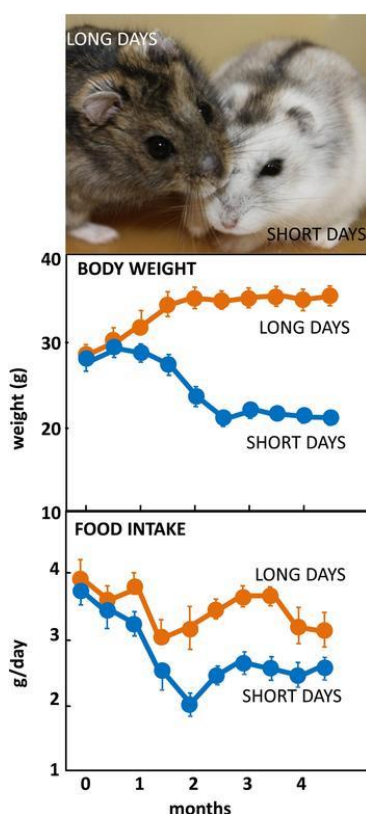 LONG DAYS
SHORT DAYS
BODY WEIGHT
40
30
20
10
weight (g)
LONG DAYS
SHORT DAYS
FOOD INTAKE
4
3
2
1
g/day
LONG DAYS
SHORT DAYS
0 1 2 3 4
months